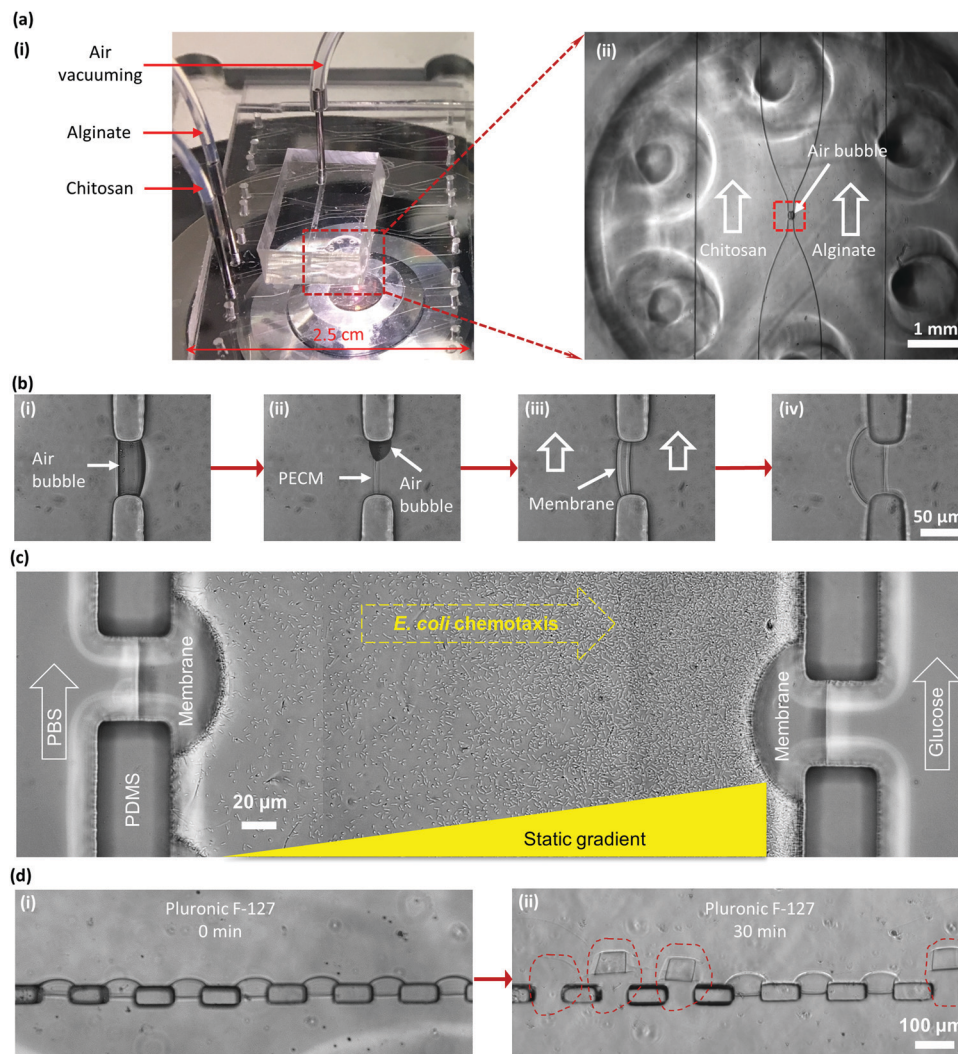 (a)
(i)
Air
vacuuming
Alginate
Chitosan
2.5 cm
(ii)
Air bubble
Chitosan
Alginate
1 mm
(b)
(i)
Air
bubble
(ii)
PECM
Air
bubble
(iii)
Membrane
(iv)
50 µm
(c)
E. coli chemotaxis
PBS
Membrane
PDMS
20 µm
Membrane
Glucose
Static gradient
(d)
(i)
Pluronic F-127
0 min
(ii)
Pluronic F-127
30 min
100 µm